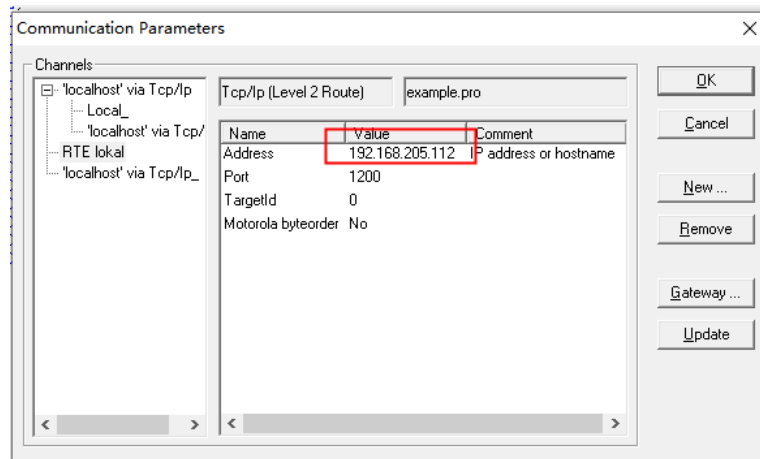 Communication Parameters
Channels
'localhost' via Tcp/Ip
Local_
'localhost' via Tcp/
RTE lokal
'localhost' via Tcp/Ip_
Tcp/Ip (Level 2 Route) example.pro
Name Value Comment
Address 192.168.205.112 IP address or hostname
Port 1200
TargetId 0
Motorola byteorder No
OK
Cancel
New ...
Remove
Gateway ...
Update